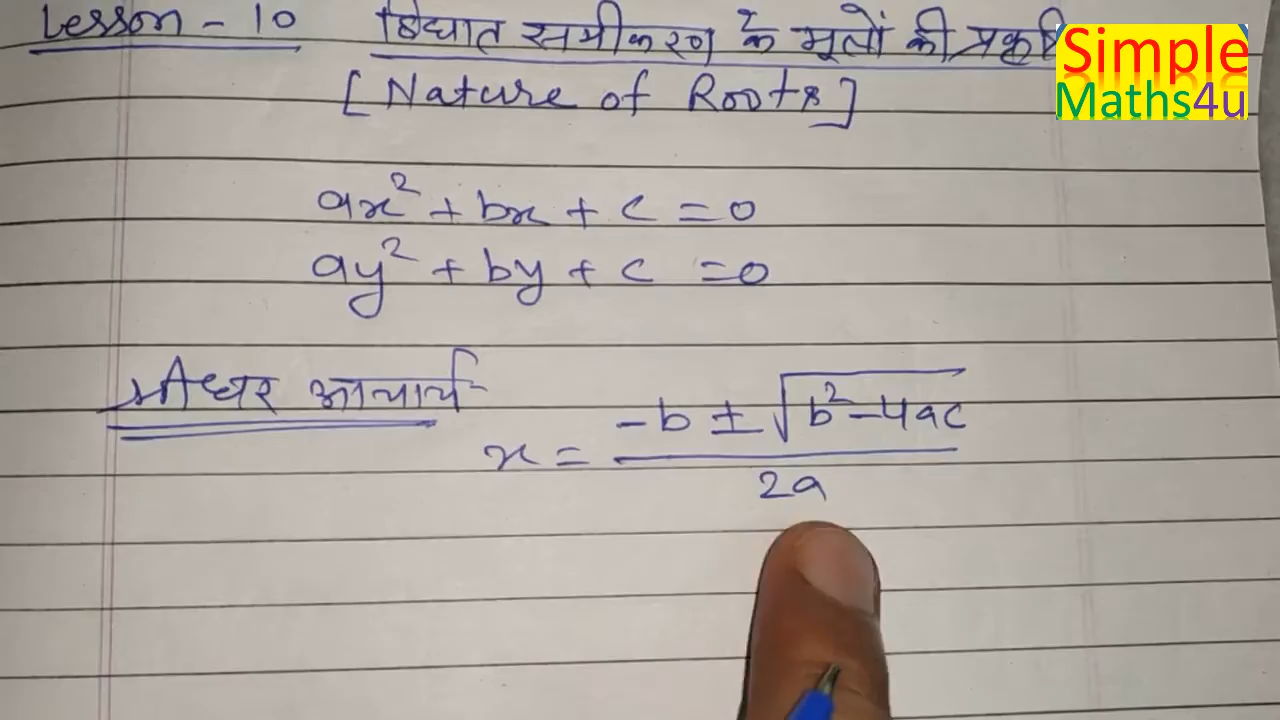 Lesson - 10 द्विघात समीकरण के मूलों की प्रकृति
[Nature of Roots]
Simple
Maths4u
ax² + bx + c = 0
ay² + by + c = 0
श्रीधर आचार्य
x = -b ± √b² - 4ac
2a